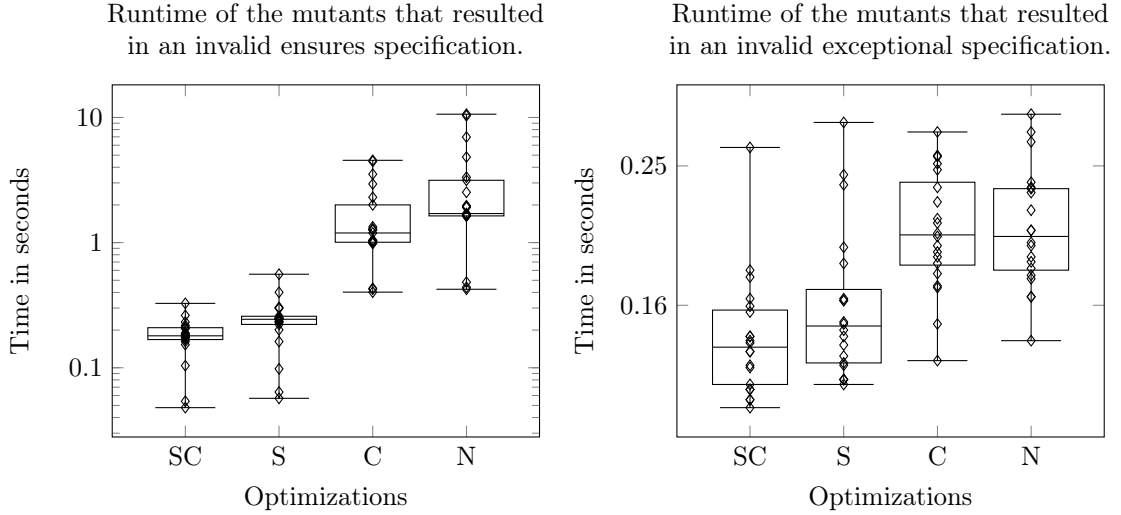 Runtime of the mutants that resulted
in an invalid ensures specification.
Time in seconds
10
1
0.1
SC S C N
Optimizations
Runtime of the mutants that resulted
in an invalid exceptional specification.
Time in seconds
0.25
0.16
SC S C N
Optimizations